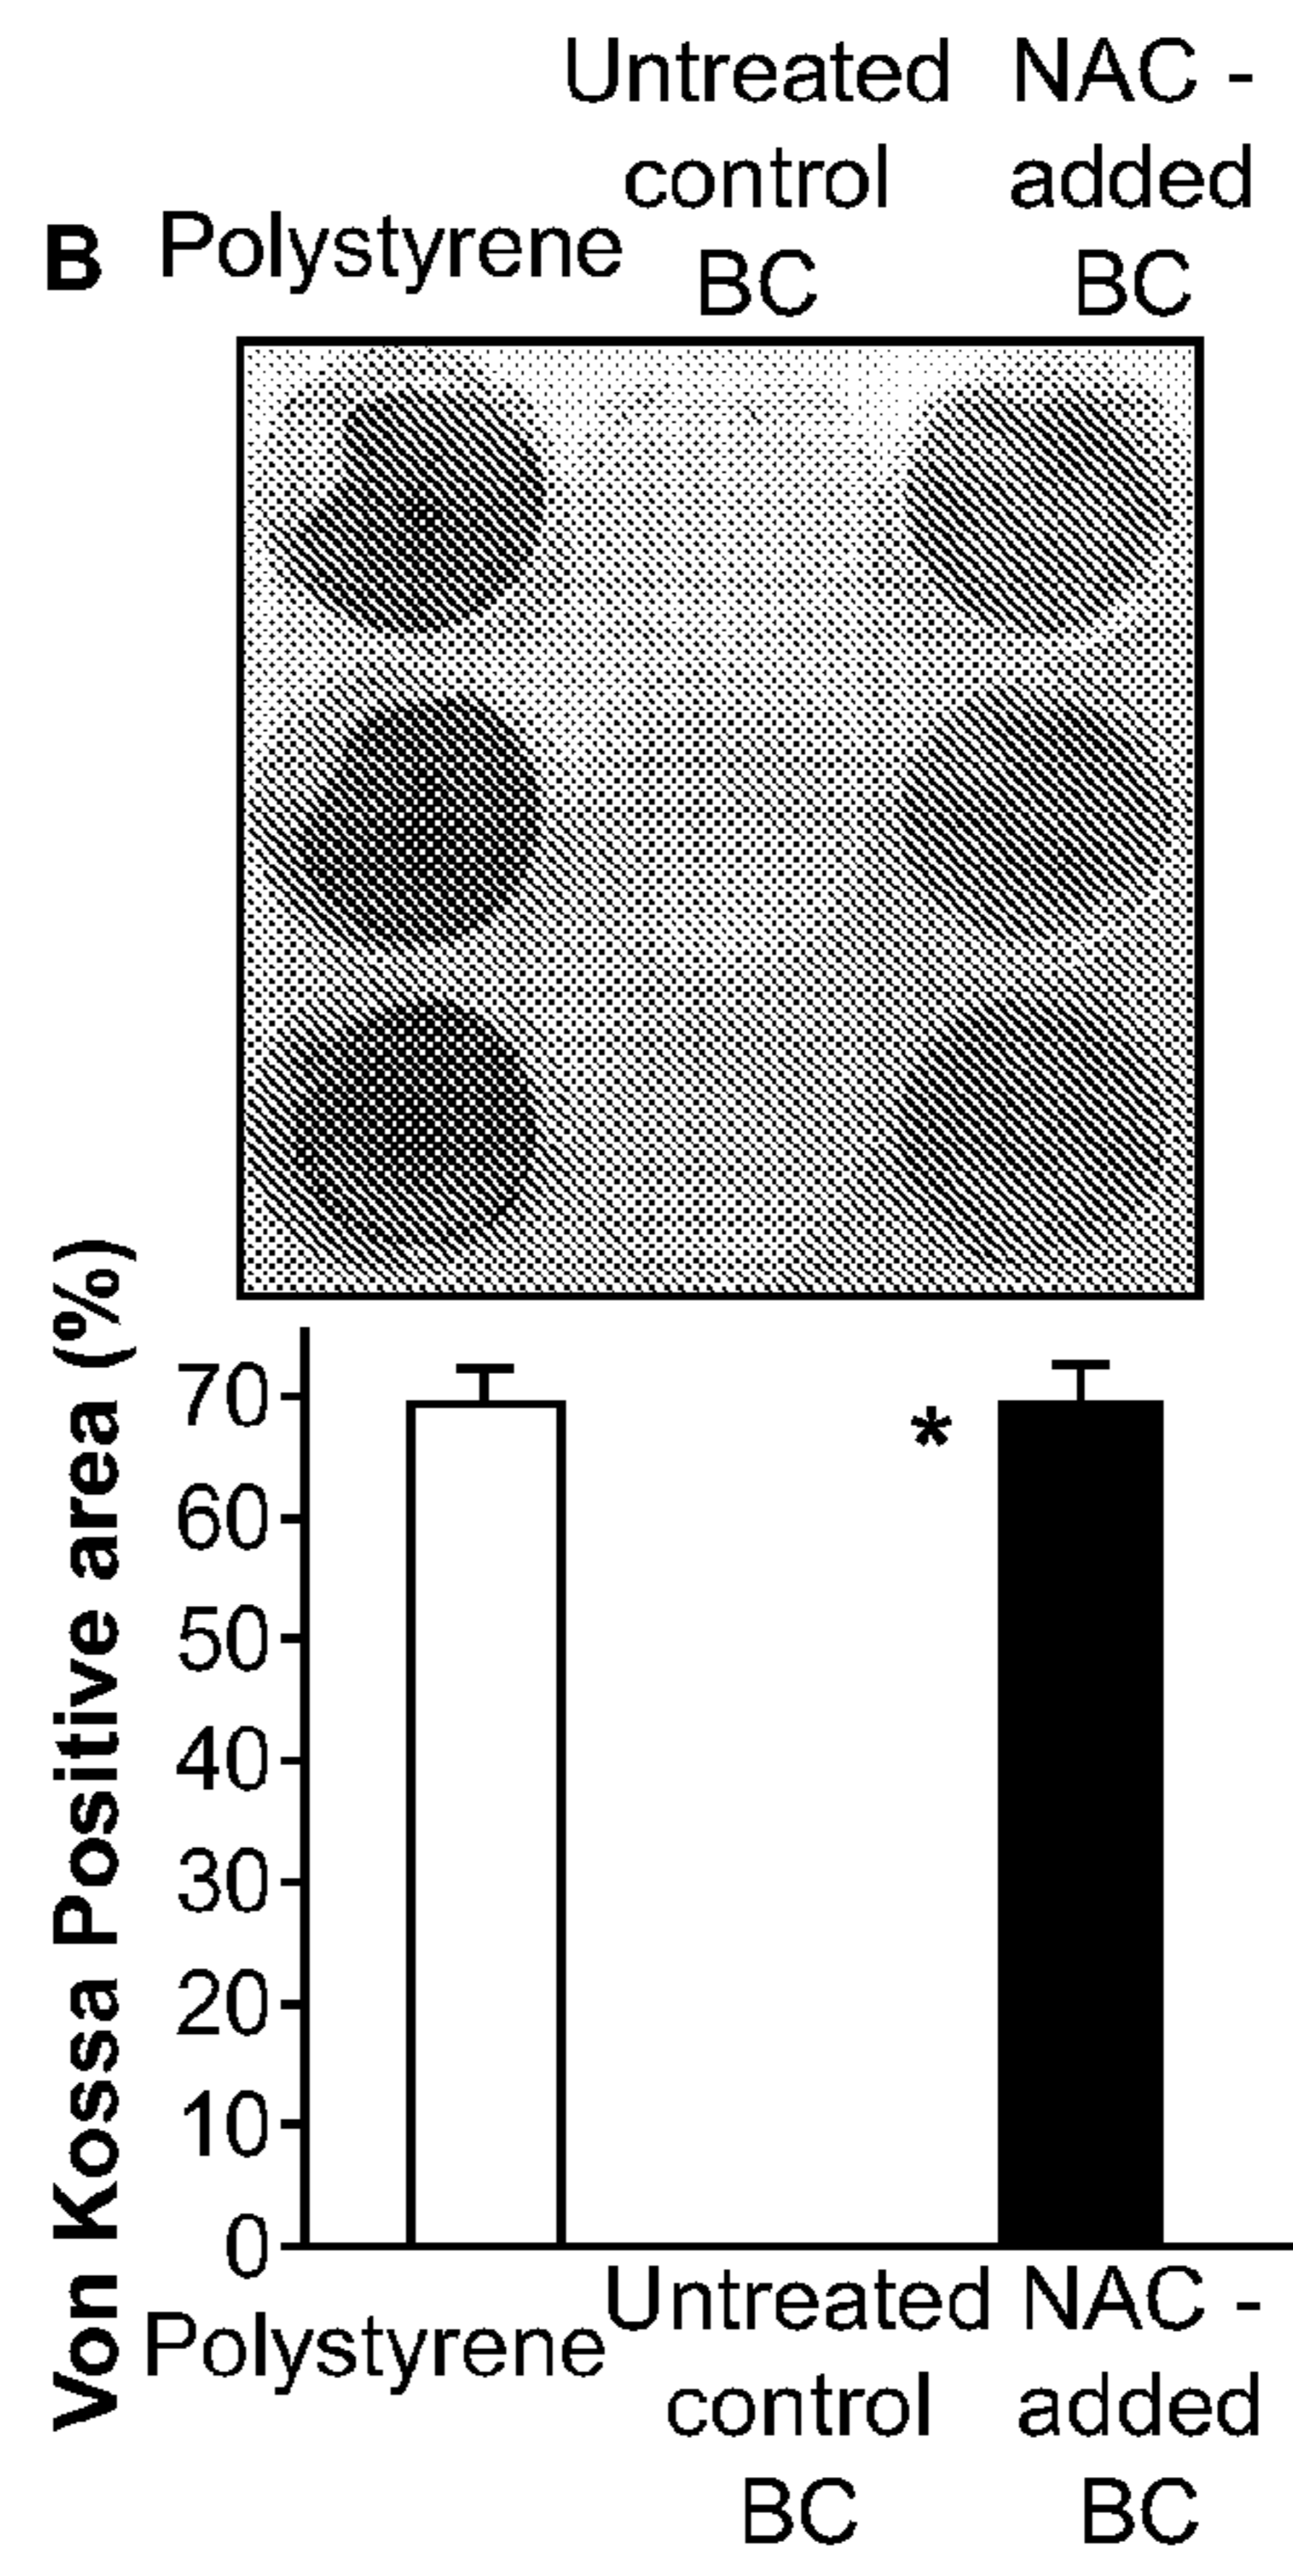 Untreated NAC -
control added
B Polystyrene BC BC
Von Kossa Positive area (%)
70
*
60
50
40
30
20
10
0
Polystyrene Untreated NAC -
control added
BC BC